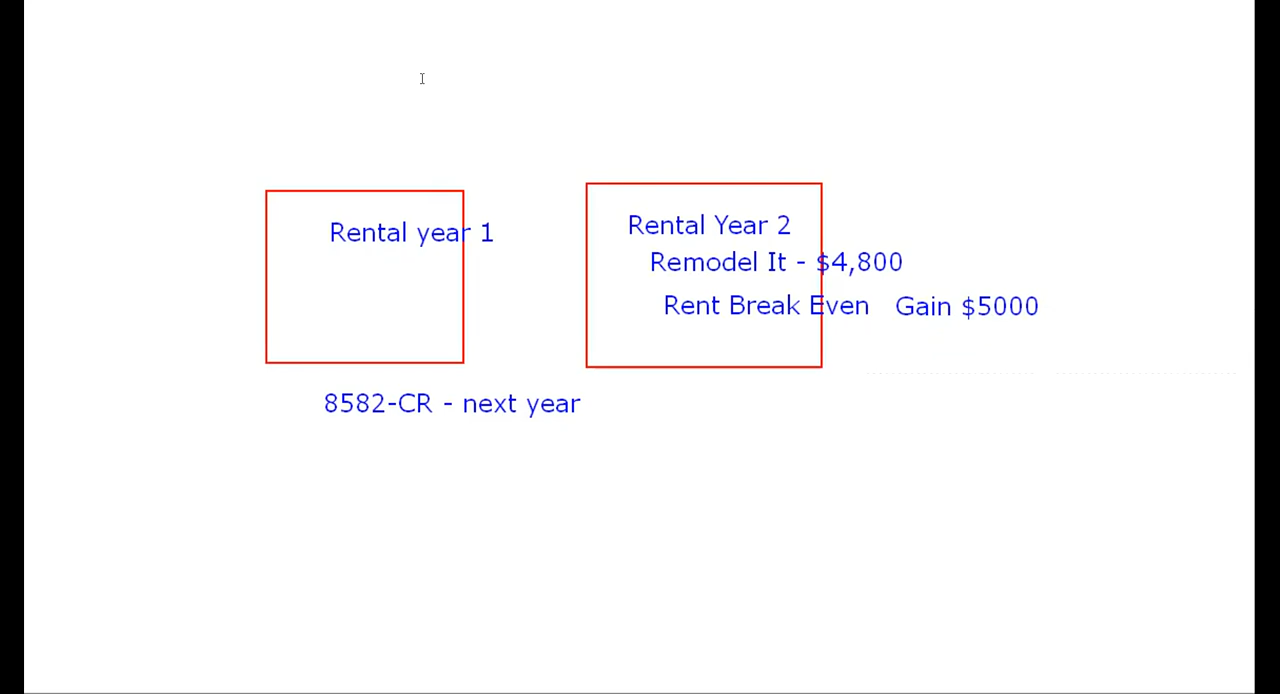 Rental year 1
8582-CR - next year
Rental Year 2
Remodel It - $4,800
Rent Break Even Gain $5000